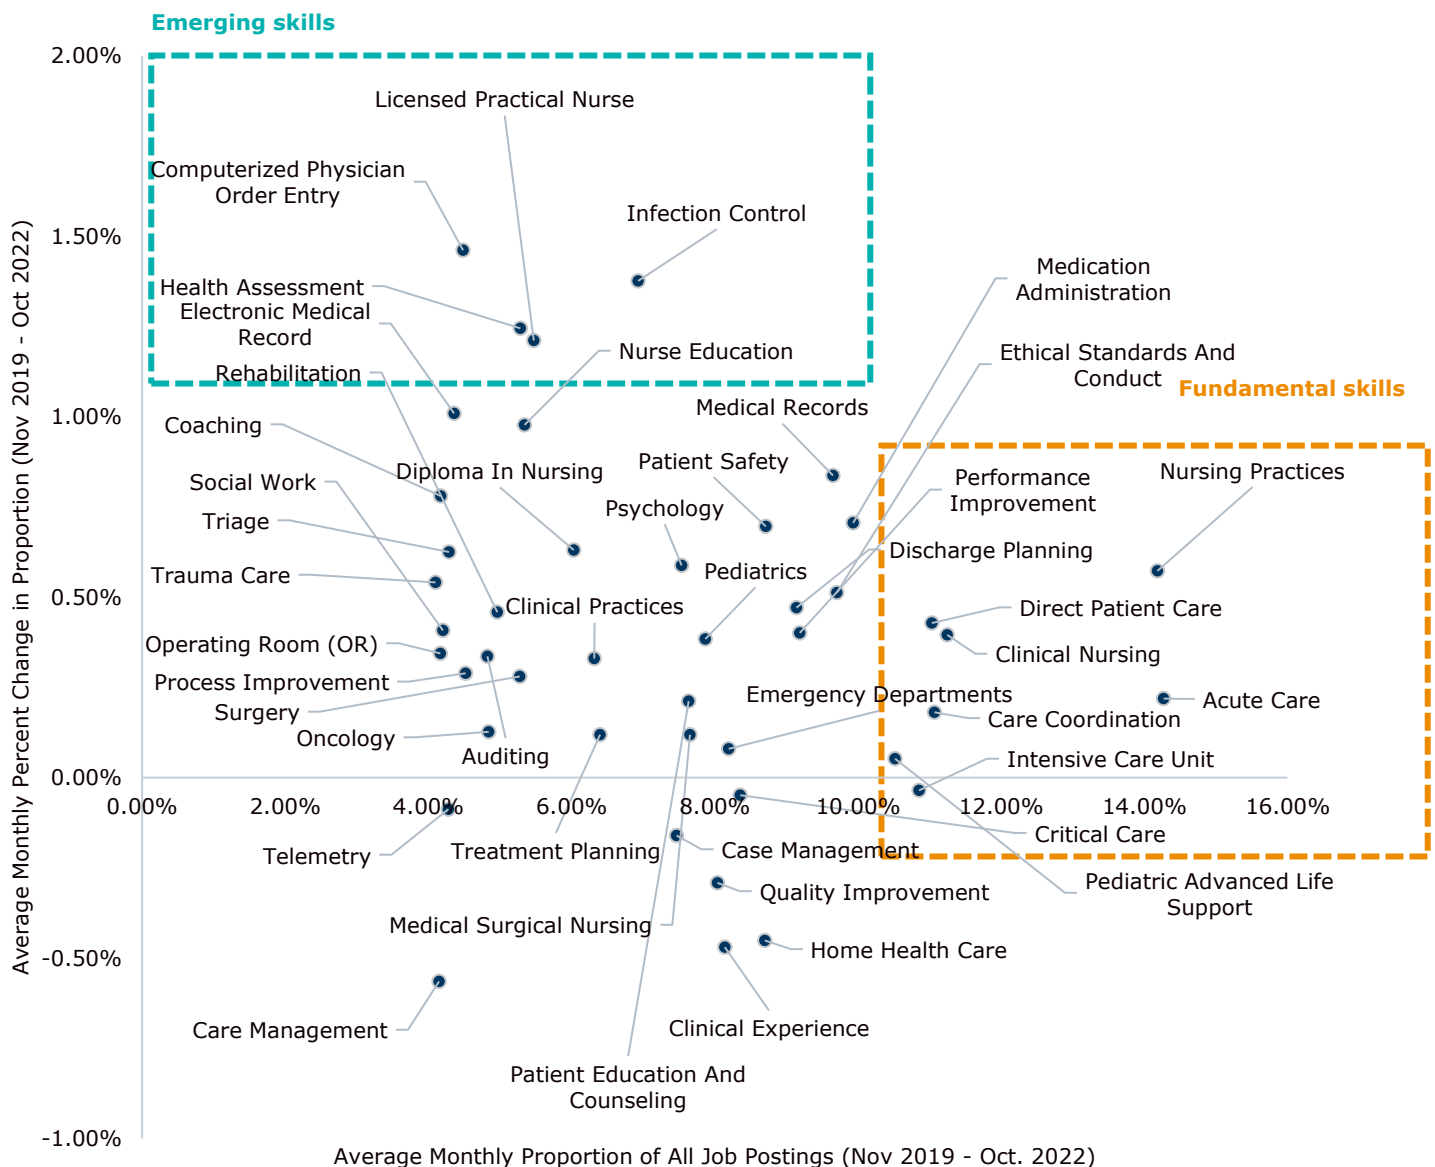 Emerging skills
2.00%
Licensed Practical Nurse
Computerized Physician
Order Entry
Infection Control
1.50%
Medication
Administration
Health Assessment
Electronic Medical
Record
Nurse Education
Ethical Standards And
Conduct
Rehabilitation
Fundamental skills
1.00%
Medical Records
Coaching
Diploma In Nursing
Patient Safety
Performance
Improvement
Nursing Practices
Social Work
Psychology
Triage
Discharge Planning
Trauma Care
Pediatrics
0.50%
Clinical Practices
Direct Patient Care
Operating Room (OR)
Clinical Nursing
Process Improvement
Emergency Departments
Acute Care
Surgery
Care Coordination
Oncology
Auditing
Intensive Care Unit
0.00%
0.00%
2.00%
4.00%
6.00%
8.00%
10.00%
12.00%
14.00%
16.00%
Critical Care
Telemetry
Treatment Planning
Case Management
Pediatric Advanced Life
Support
Quality Improvement
Medical Surgical Nursing
-0.50%
Home Health Care
Care Management
Clinical Experience
Patient Education And
Counseling
-1.00%
Average Monthly Percent Change in Proportion (Nov 2019 - Oct 2022)
Average Monthly Proportion of All Job Postings (Nov 2019 - Oct. 2022)